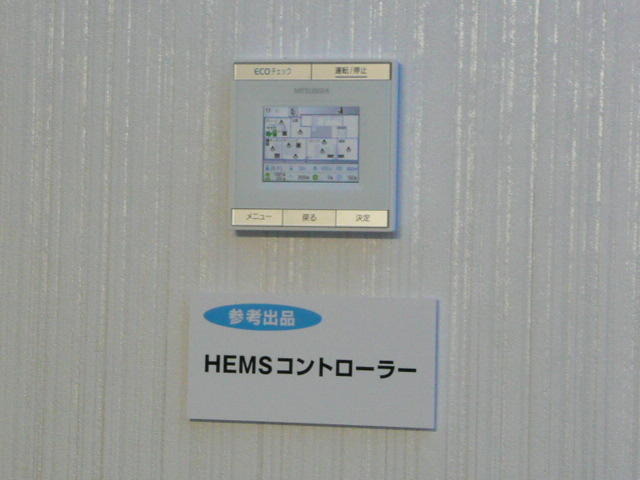 ECOチェック 運転/停止
MITSUBISHI
メニュー 戻る 決定
参考出品
HEMSコントローラー